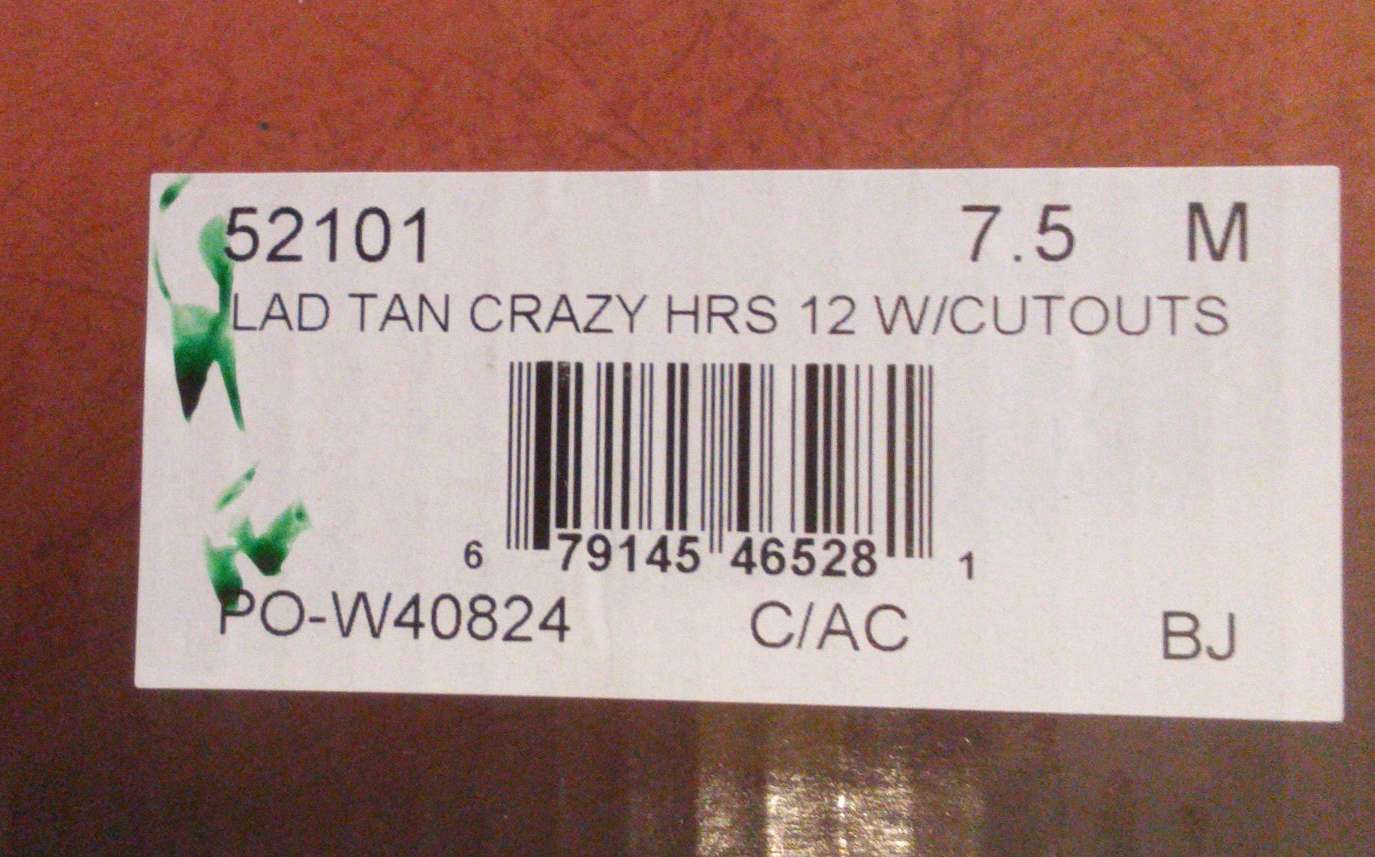 52101 7.5 M
LAD TAN CRAZY HRS 12 W/CUTOUTS
6 79145 46528 1
PO-W40824 C/AC BJ